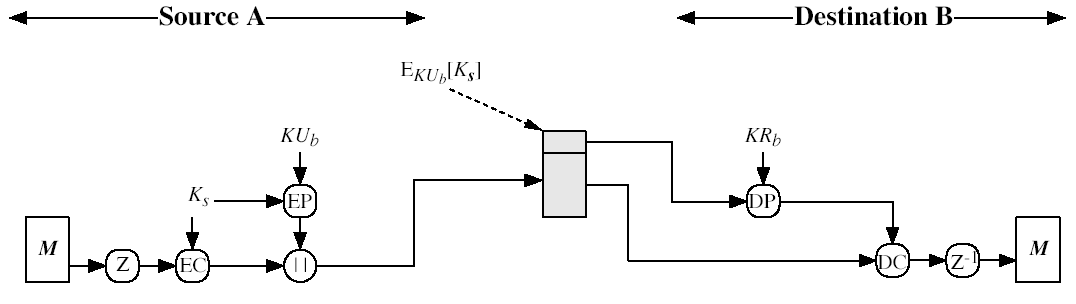 Source A
Destination B
E_{KU_b}[K_s]
KU_b
KR_b
K_s
EP
DP
M
Z
EC
||
DC
Z^{-1}
M